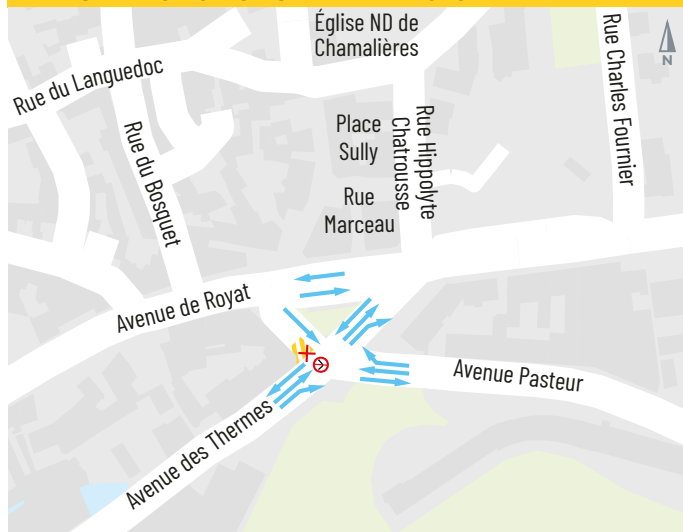 Église ND de
Chamalières
Rue Charles Fournier
N
Rue du Languedoc
Rue du Bosquet
Place
Sully
Rue Hippolyte
Chatrousse
Rue
Marceau
Avenue de Royat
Avenue Pasteur
Avenue des Thermes